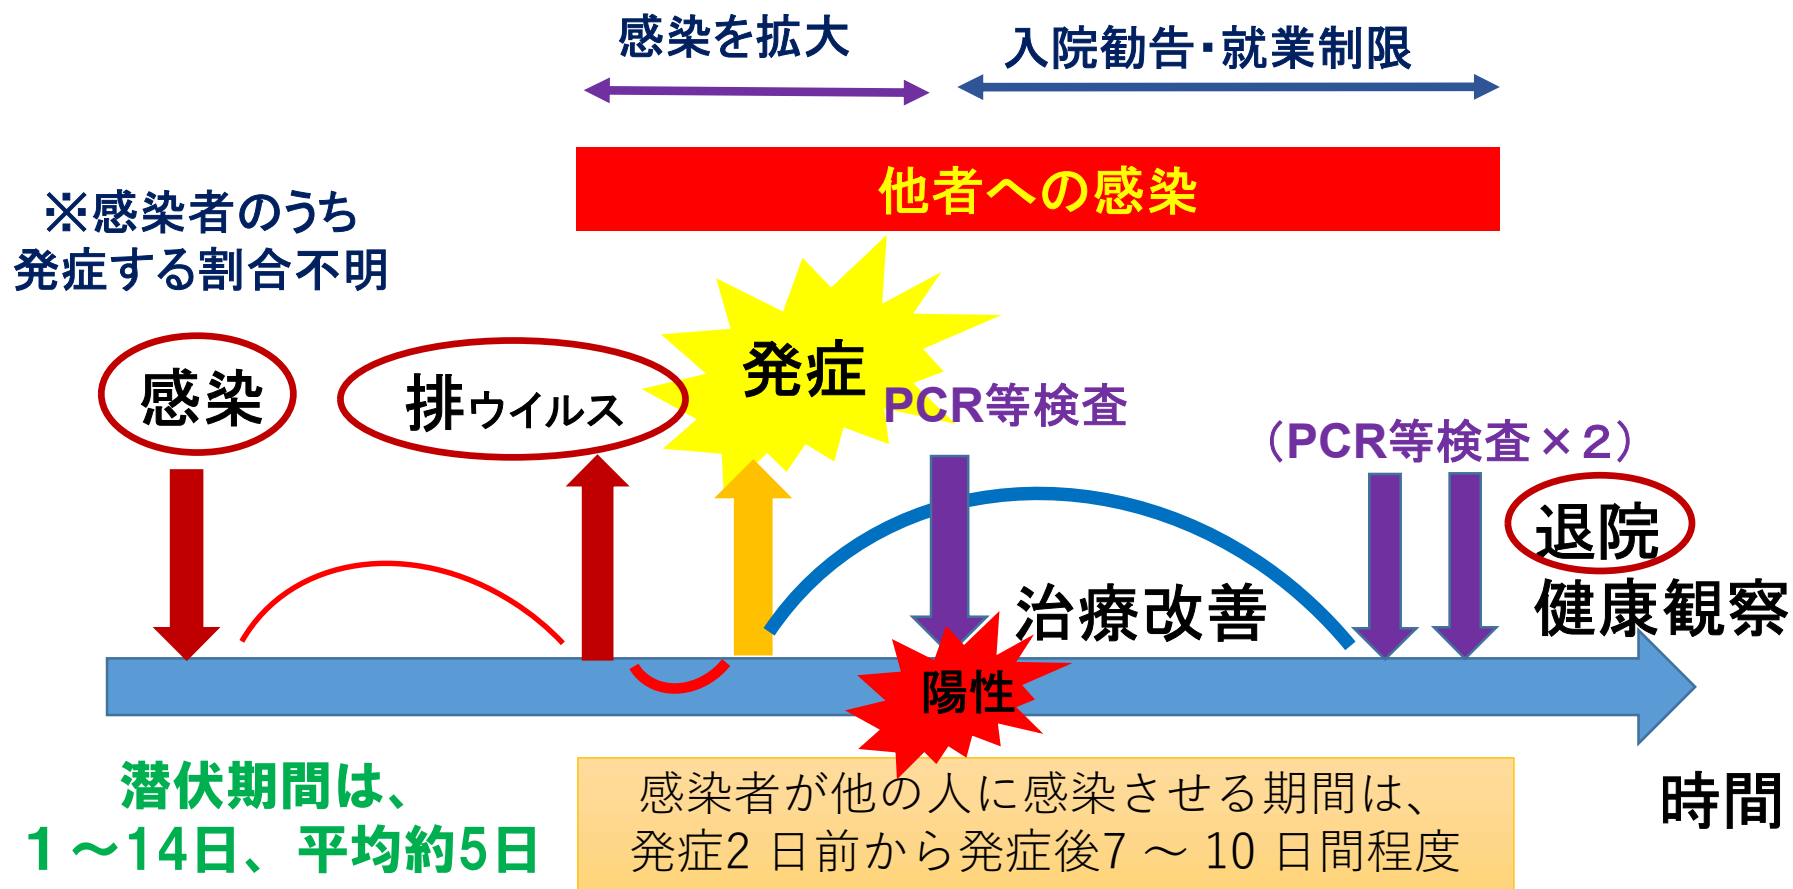 感染を拡大
入院勧告・就業制限
他者への感染
※感染者のうち
発症する割合不明
感染
排ウイルス
発症
PCR等検査
（PCR等検査×２）
退院
健康観察
治療改善
陽性
潜伏期間は、
１～14日、平均約5日
感染者が他の人に感染させる期間は、
発症2 日前から発症後7 ～ 10 日間程度
時間